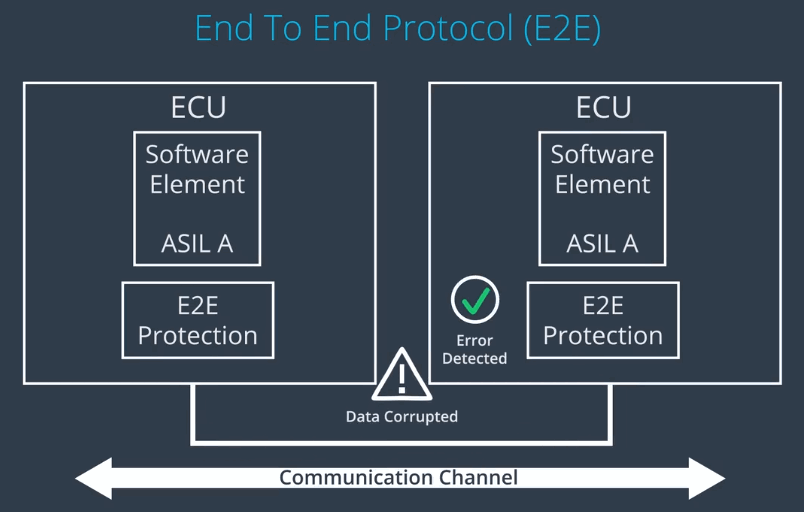 End To End Protocol (E2E)
ECU
Software
Element
ASIL A
E2E
Protection
ECU
Software
Element
ASIL A
E2E
Protection
Error
Detected
Data Corrupted
Communication Channel